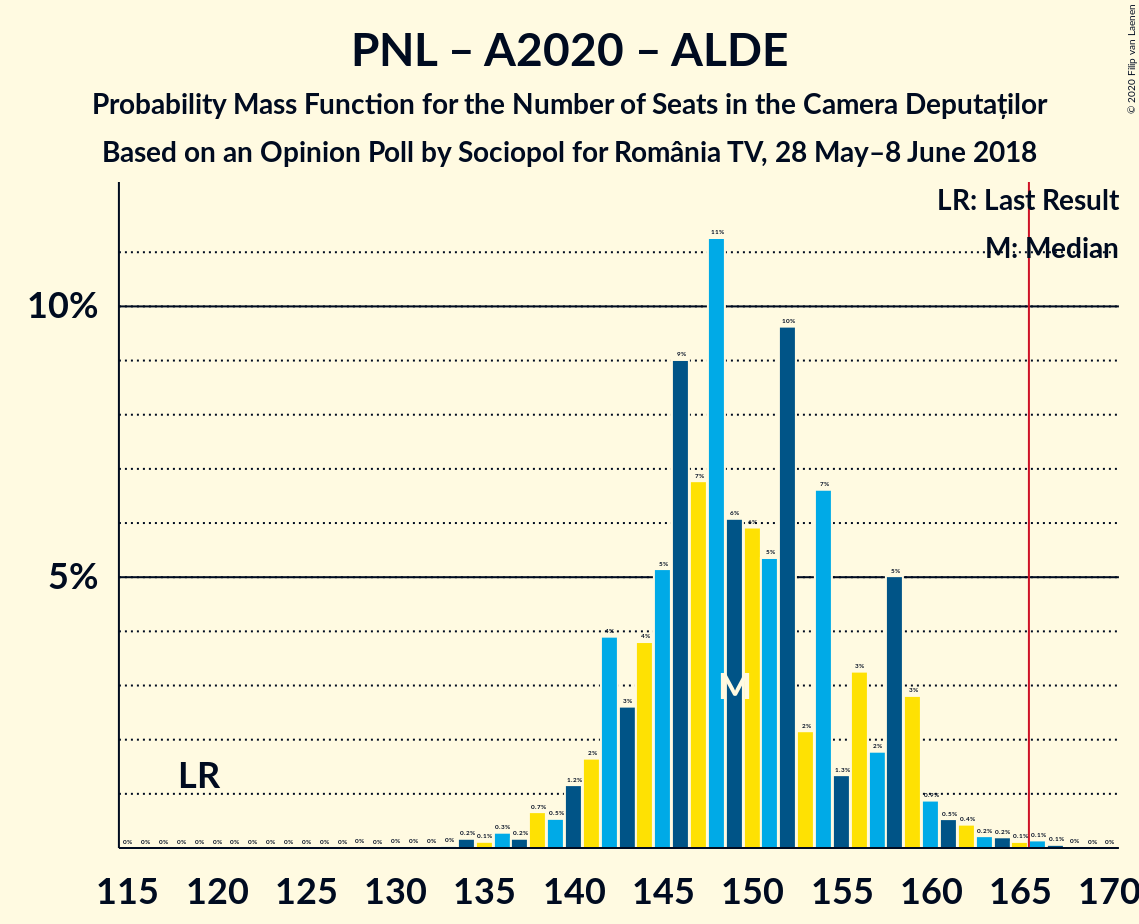 PNL – A2020 – ALDE
Probability Mass Function for the Number of Seats in the Camera Deputaților
Based on an Opinion Poll by Sociopol for România TV, 28 May–8 June 2018
© 2020 Filip van Laenen
LR: Last Result
M: Median
10%
5%
0% 0% 0% 0% 0% 0% 0% 0% 0% 0% 0% 0% 0% 0% 0% 0% 0% 0% 0% 0.2% 0.1% 0.3% 0.2% 0.7% 0.5% 1.2% 2% 4% 3% 4% 5% 9% 7% 11% 6% 6% 5% 10% 2% 7% 1.3% 3% 2% 5% 3% 0.9% 0.5% 0.4% 0.2% 0.2% 0.1% 0.1% 0.1% 0% 0% 0%
LR
M
115 120 125 130 135 140 145 150 155 160 165 170